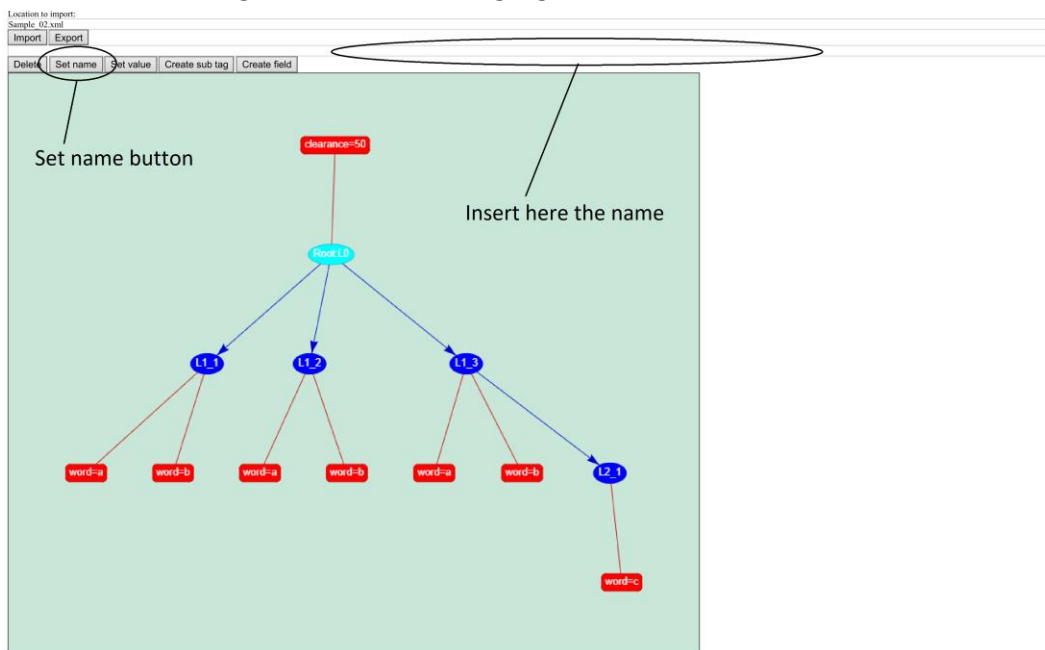 Location to import:
Sample_02.xml
Import Export
Delete Set name Set value Create sub tag Create field
clearance=50
Set name button
Insert here the name
Root:L0
L1_1 L1_2 L1_3
word=a word=b word=a word=b word=a word=b L2_1
word=c